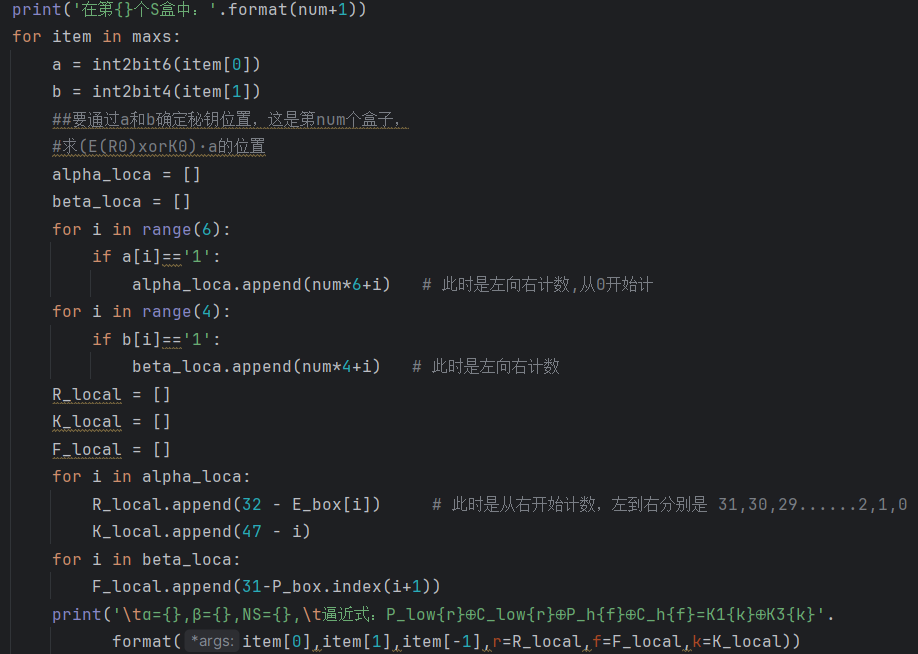 print('在第{}个S盒中：'.format(num+1))
for item in maxs:
    a = int2bit6(item[0])
    b = int2bit4(item[1])
    ##要通过a和b确定秘钥位置，这是第num个盒子，
    #求(E(R0)xorK0)·a的位置
    alpha_loca = []
    beta_loca = []
    for i in range(6):
        if a[i]=='1':
            alpha_loca.append(num*6+i)   # 此时是左向右计数,从0开始计
    for i in range(4):
        if b[i]=='1':
            beta_loca.append(num*4+i)   # 此时是左向右计数
    R_local = []
    K_local = []
    F_local = []
    for i in alpha_loca:
        R_local.append(32 - E_box[i])     # 此时是从右开始计数，左到右分别是 31,30,29......2,1,0
        K_local.append(47 - i)
    for i in beta_loca:
        F_local.append(31-P_box.index(i+1))
    print('\tα={},β={},NS={},\t逼近式：P_low{r}⊕C_low{r}⊕P_h{f}⊕C_h{f}=K1{k}⊕K3{k}'.
          format( *args: item[0],item[1],item[-1],r=R_local,f=F_local,k=K_local))